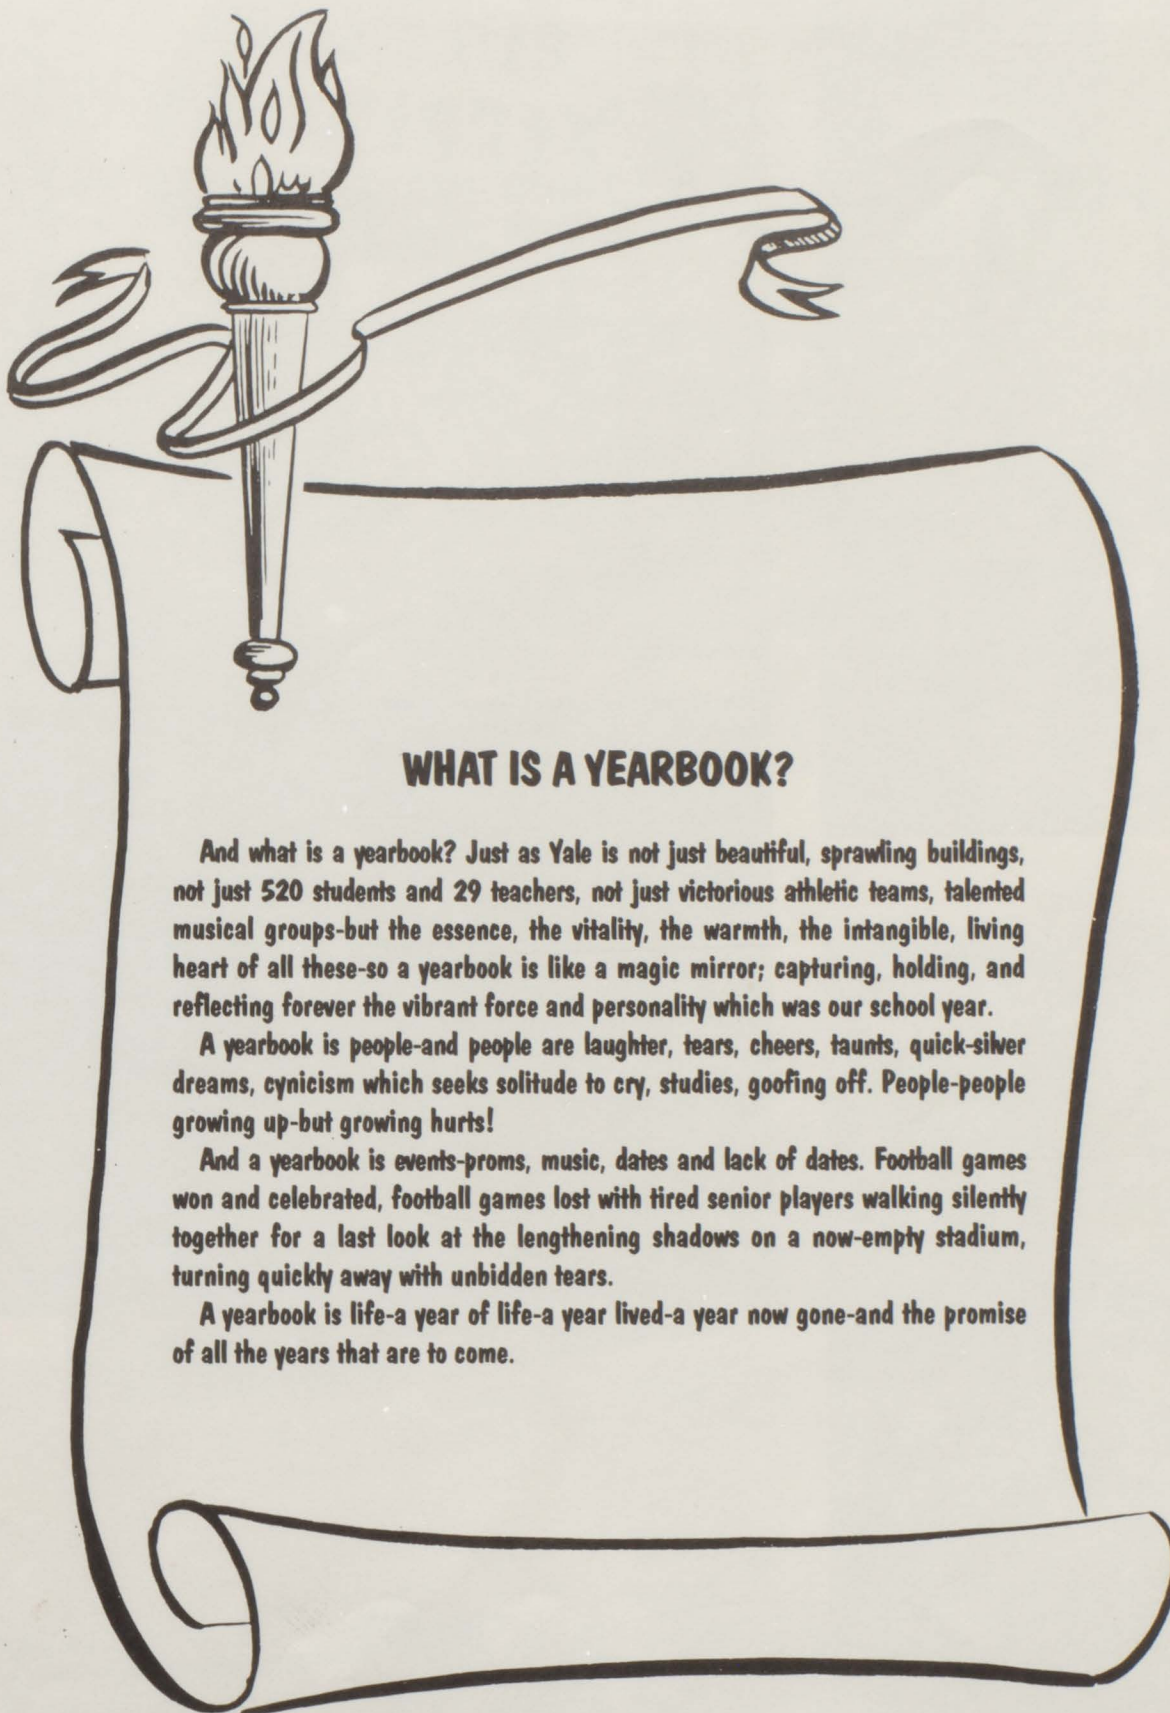 WHAT IS A YEARBOOK?
And what is a yearbook? Just as Yale is not just beautiful, sprawling buildings,
not just 520 students and 29 teachers, not just victorious athletic teams, talented
musical groups-but the essence, the vitality, the warmth, the intangible, living
heart of all these-so a yearbook is like a magic mirror; capturing, holding, and
reflecting forever the vibrant force and personality which was our school year.
A yearbook is people-and people are laughter, tears, cheers, taunts, quick-silver
dreams, cynicism which seeks solitude to cry, studies, goofing off. People-people
growing up-but growing hurts!
And a yearbook is events-proms, music, dates and lack of dates. Football games
won and celebrated, football games lost with tired senior players walking silently
together for a last look at the lengthening shadows on a now-empty stadium,
turning quickly away with unbidden tears.
A yearbook is life-a year of life-a year lived-a year now gone-and the promise
of all the years that are to come.